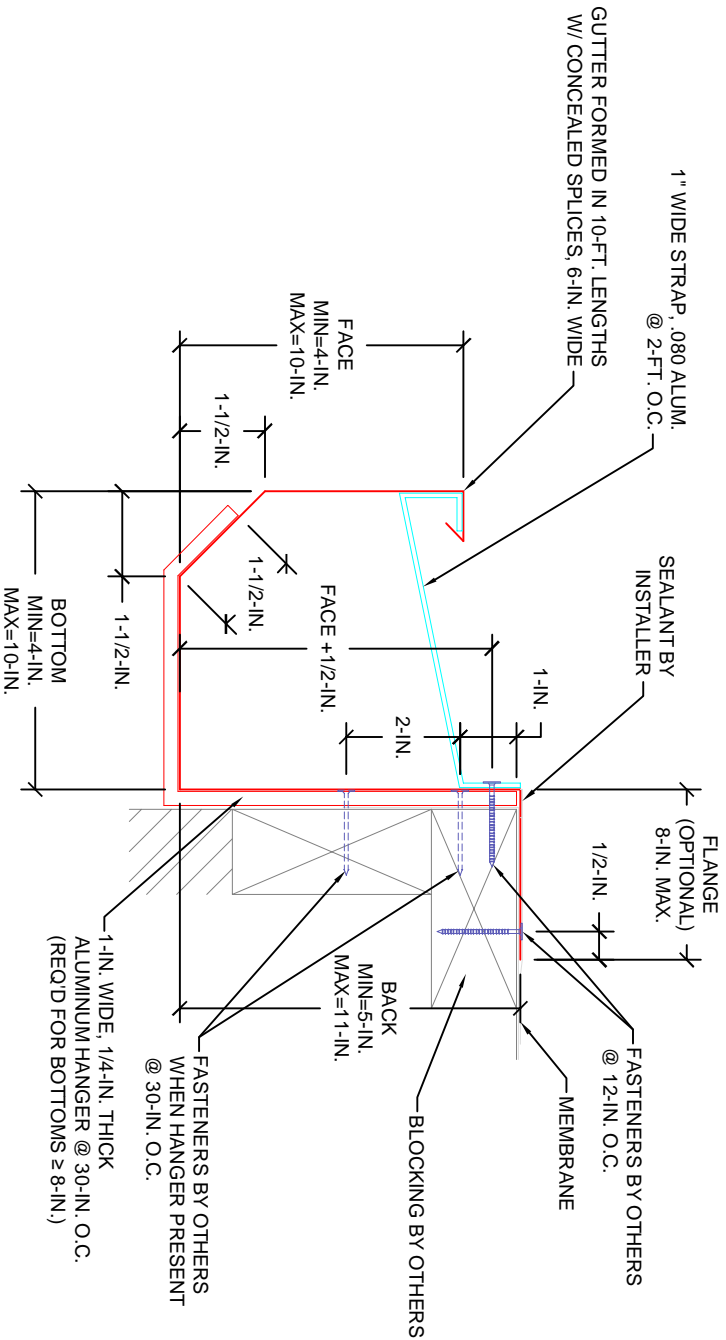 GUTTER FORMED IN 10-FT. LENGTHS
W/ CONCEALED SPLICES, 6-IN. WIDE
1" WIDE STRAP, .080 ALUM.
@ 2-FT. O.C.
SEALANT BY
INSTALLER
FLANGE
(OPTIONAL)
8-IN. MAX.
1/2-IN.
FASTENERS BY OTHERS
@ 12-IN. O.C.
MEMBRANE
BLOCKING BY OTHERS
FACE
MIN=4-IN.
MAX=10-IN.
1-1/2-IN.
1-1/2-IN.
FACE +1/2-IN.
2-IN.
1-IN.
BACK
MIN=5-IN.
MAX=11-IN.
FASTENERS BY OTHERS
WHEN HANGER PRESENT
@ 30-IN. O.C.
1-1/2-IN.
BOTTOM
MIN=4-IN.
MAX=10-IN.
1-IN. WIDE, 1/4-IN. THICK
ALUMINUM HANGER @ 30-IN. O.C.
(REQ'D FOR BOTTOMS ≥ 8-IN.)